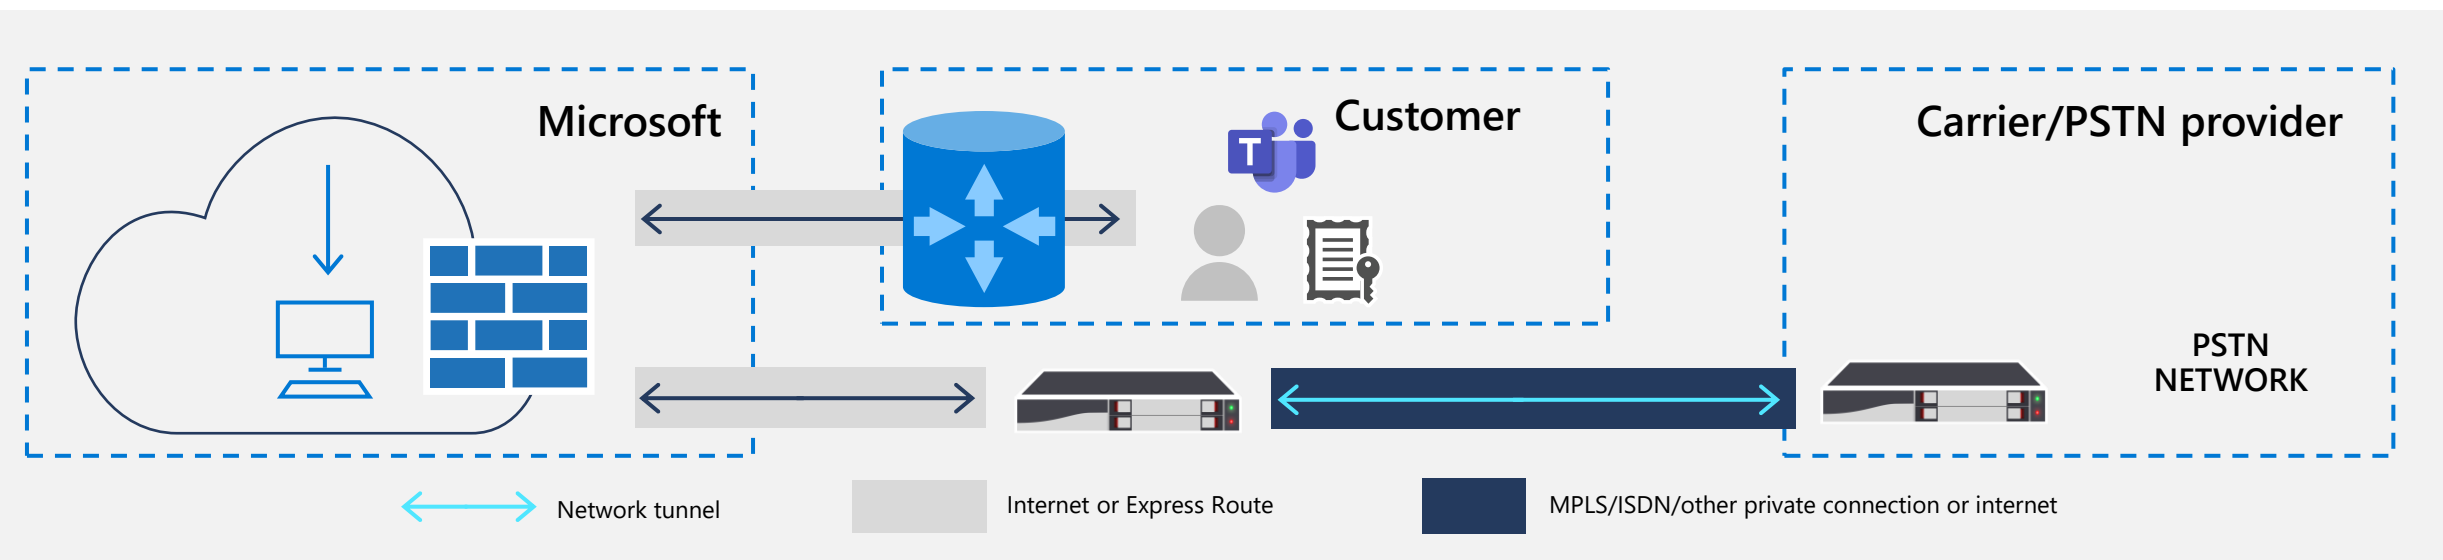 Microsoft
Customer
Carrier/PSTN provider
T
PSTN
NETWORK
Network tunnel
Internet or Express Route
MPLS/ISDN/other private connection or internet